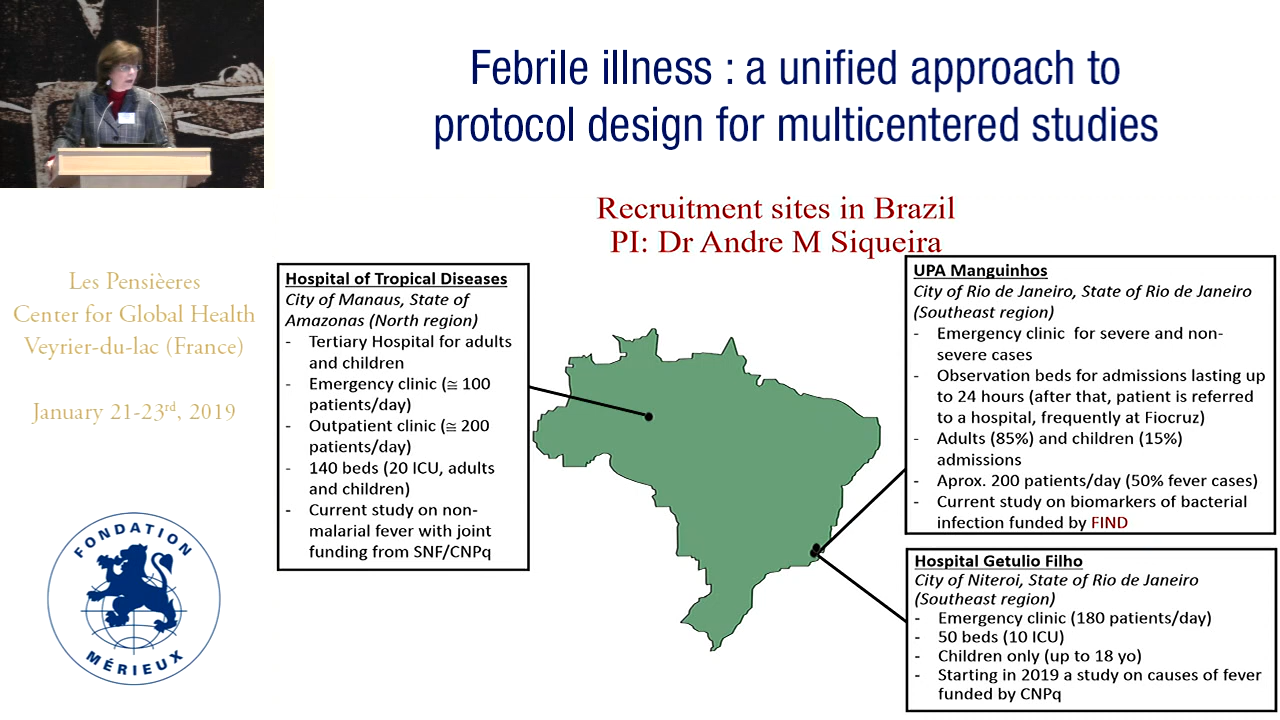 Febrile illness : a unified approach to
protocol design for multicentered studies
Recruitment sites in Brazil
PI: Dr Andre M Siqueira
Les Pensièeres
Center for Global Health
Veyrier-du-lac (France)
January 21-23rd, 2019
FONDATION
MÉRIEUX
Hospital of Tropical Diseases
City of Manaus, State of
Amazonas (North region)
- Tertiary Hospital for adults
and children
- Emergency clinic (≅ 100
patients/day)
- Outpatient clinic (≅ 200
patients/day)
- 140 beds (20 ICU, adults
and children)
- Current study on non-
malarial fever with joint
funding from SNF/CNPq
UPA Manguinhos
City of Rio de Janeiro, State of Rio de Janeiro
(Southeast region)
- Emergency clinic for severe and non-
severe cases
- Observation beds for admissions lasting up
to 24 hours (after that, patient is referred
to a hospital, frequently at Fiocruz)
- Adults (85%) and children (15%)
admissions
- Aprox. 200 patients/day (50% fever cases)
- Current study on biomarkers of bacterial
infection funded by FIND
Hospital Getulio Filho
City of Niteroi, State of Rio de Janeiro
(Southeast region)
- Emergency clinic (180 patients/day)
- 50 beds (10 ICU)
- Children only (up to 18 yo)
- Starting in 2019 a study on causes of fever
funded by CNPq